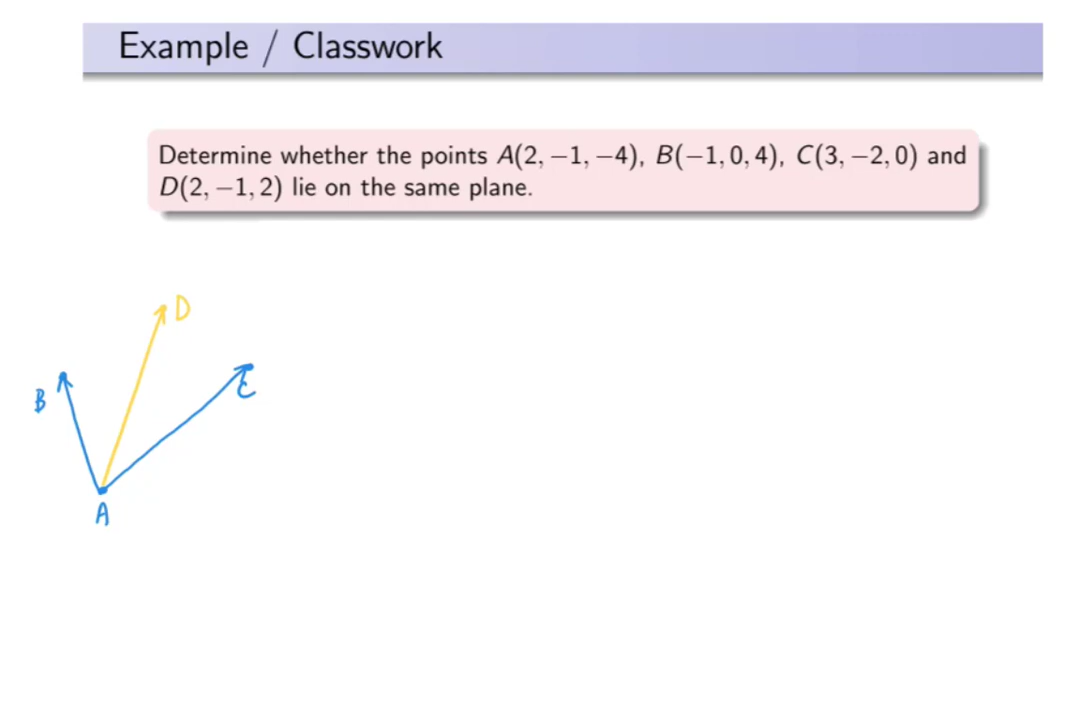 Example / Classwork
Determine whether the points A(2, −1, −4), B(−1, 0, 4), C(3, −2, 0) and
D(2, −1, 2) lie on the same plane.
D
B
C
A